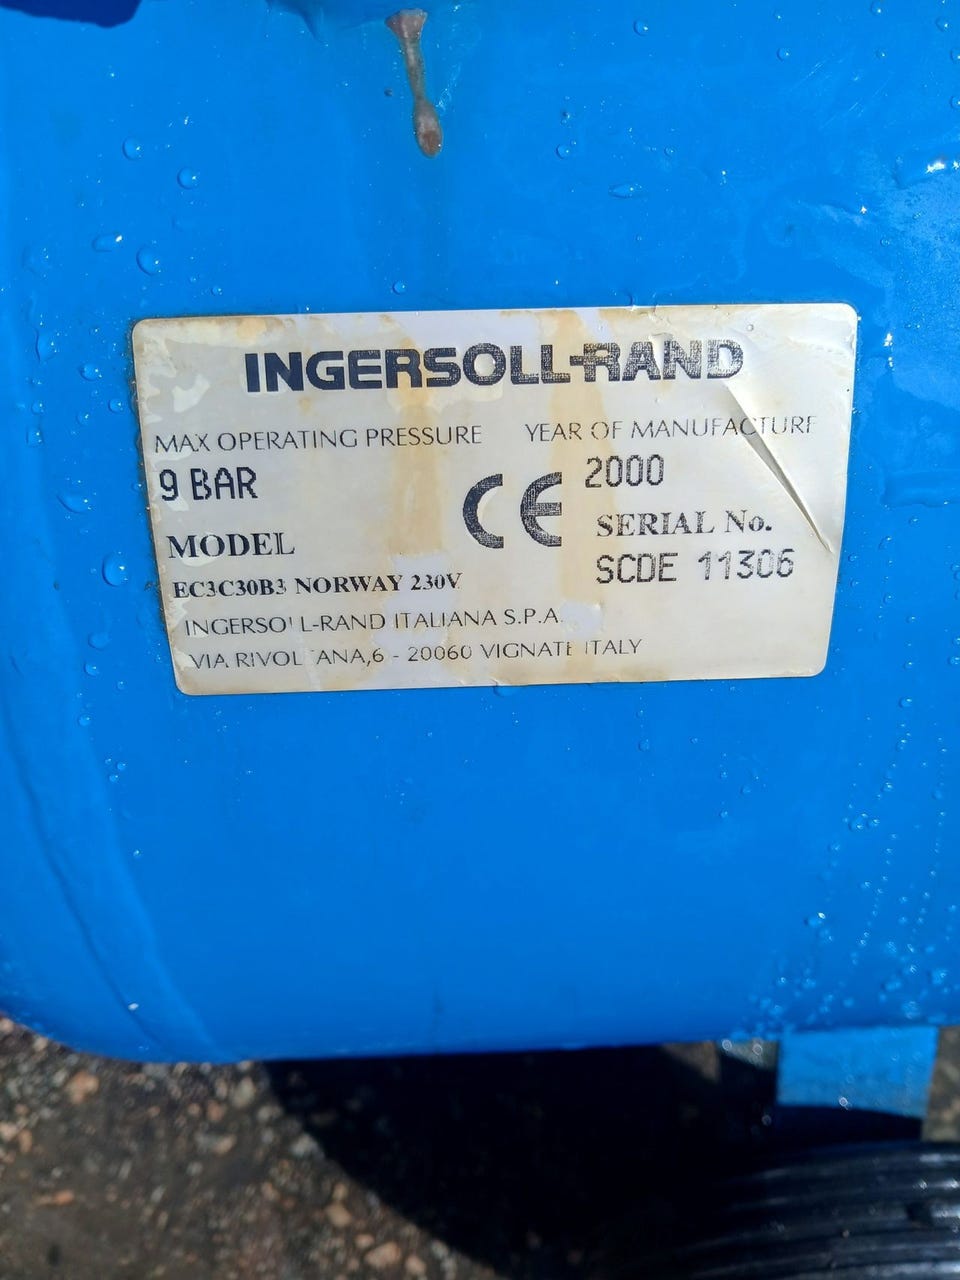 INGERSOLL-RAND
MAX OPERATING PRESSURE YEAR OF MANUFACTURE
9 BAR 2000
CE
MODEL SERIAL No.
EC3C30B3 NORWAY 230V SCDE 11306
INGERSOLL-RAND ITALIANA S.P.A.
VIA RIVOLTANA,6 - 20060 VIGNATE ITALY